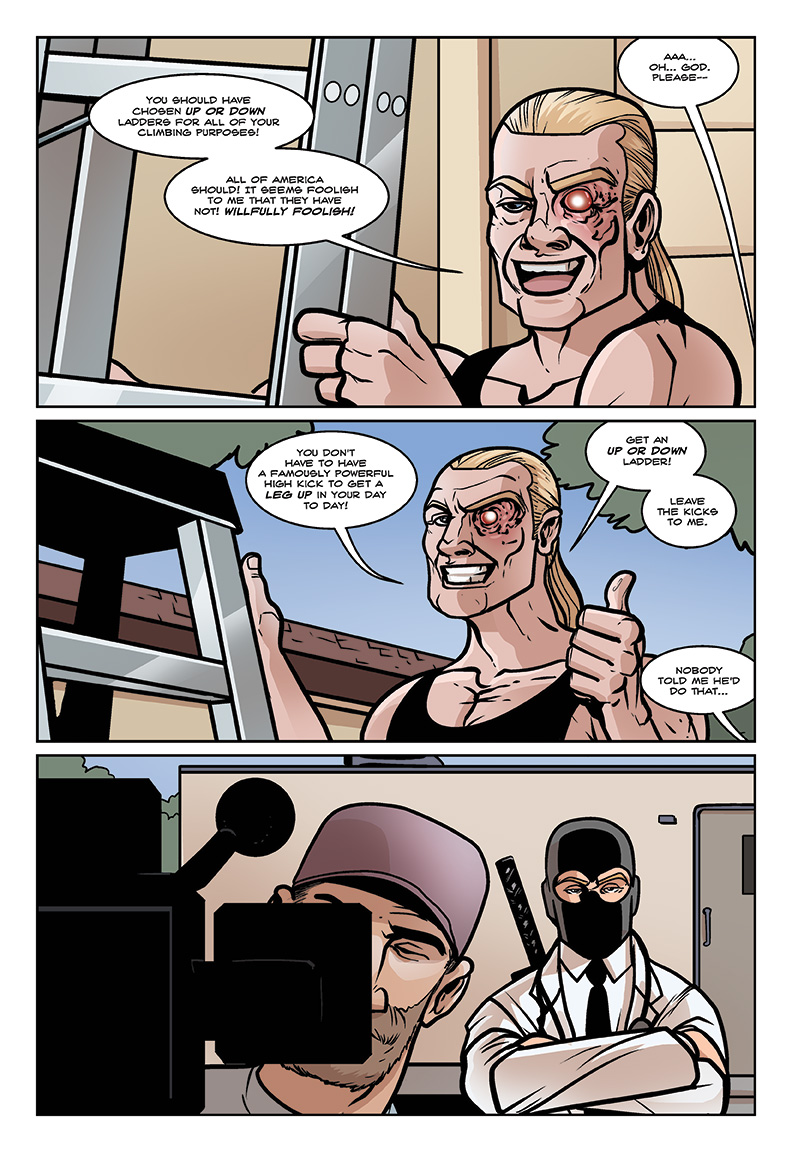 YOU SHOULD HAVE
CHOSEN UP OR DOWN
LADDERS FOR ALL OF YOUR
CLIMBING PURPOSES!
ALL OF AMERICA
SHOULD! IT SEEMS FOOLISH
TO ME THAT THEY HAVE
NOT! WILLFULLY FOOLISH!
AAA...
OH... GOD.
PLEASE--
YOU DON'T
HAVE TO HAVE
A FAMOUSLY POWERFUL
HIGH KICK TO GET A
LEG UP IN YOUR DAY
TO DAY!
GET AN
UP OR DOWN
LADDER!
LEAVE
THE KICKS
TO ME.
NOBODY
TOLD ME HE'D
DO THAT...